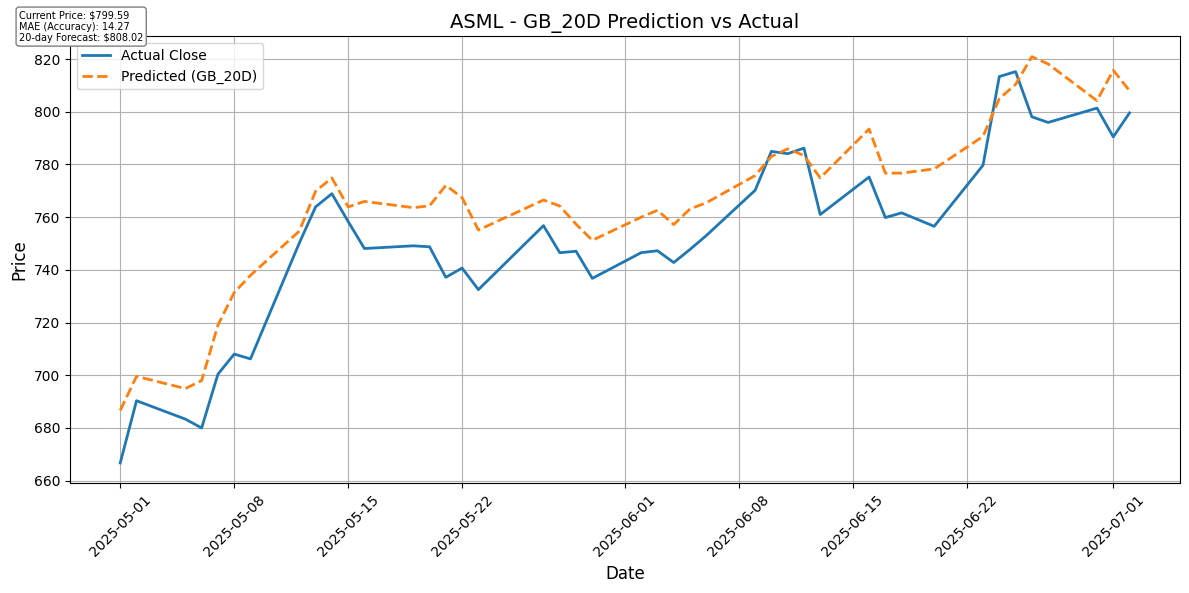 ASML - GB_20D Prediction vs Actual
Current Price: $799.59
MAE (Accuracy): 14.27
20-day Forecast: $808.02
Actual Close
Predicted (GB_20D)
Price
820
800
780
760
740
720
700
680
660
2025-05-01
2025-05-08
2025-05-15
2025-05-22
2025-06-01
2025-06-08
2025-06-15
2025-06-22
2025-07-01
Date